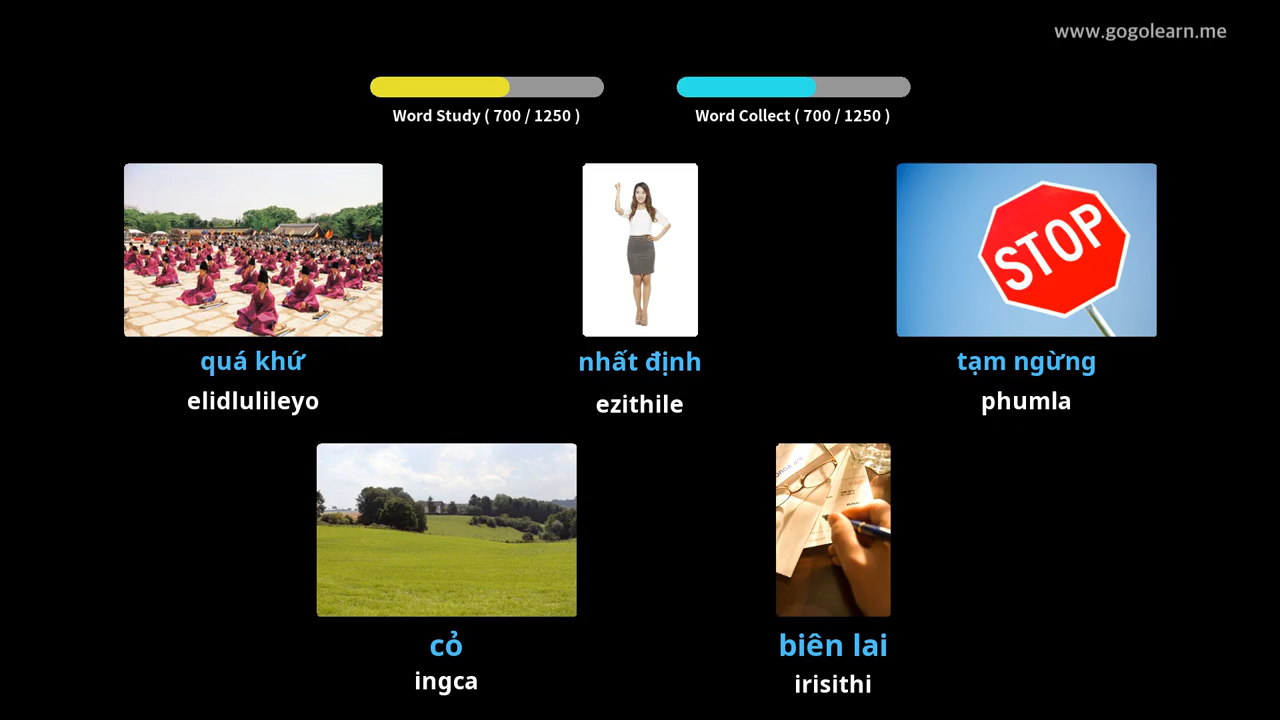 www.gogolearn.me
Word Study ( 700 / 1250 )
Word Collect ( 700 / 1250 )
STOP
quá khứ
elidlulileyo
nhất định
ezithile
tạm ngừng
phumla
cỏ
ingca
biên lai
irisithi